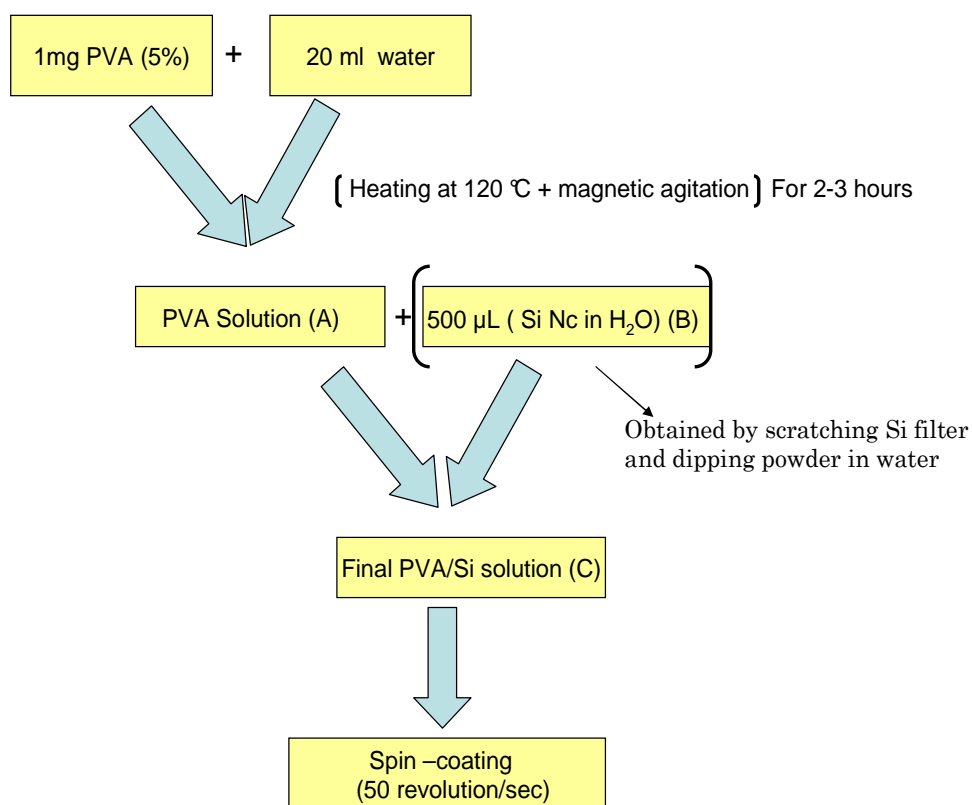 1mg PVA (5%) + 20 ml water
[ Heating at 120 °C + magnetic agitation ] For 2-3 hours
PVA Solution (A) + 500 µL ( Si Nc in H₂O) (B)
Obtained by scratching Si filter
and dipping powder in water
Final PVA/Si solution (C)
Spin –coating
(50 revolution/sec)